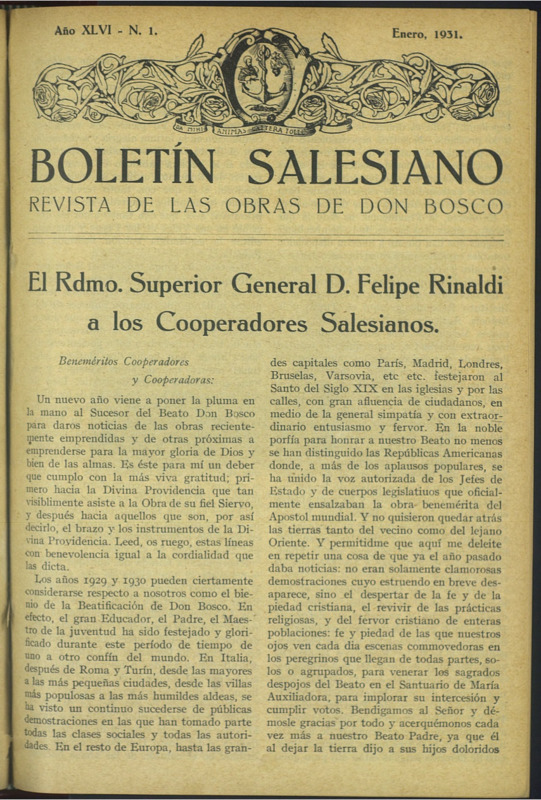 Año XLVI - N. 1.
Enero, 1931.
DA MIHI ANIMAS CÆTERA TOLLE
BOLETÍN SALESIANO
REVISTA DE LAS OBRAS DE DON BOSCO
El Rdmo. Superior General D. Felipe Rinaldi
a los Cooperadores Salesianos.
Beneméritos Cooperadores
y Cooperadoras:
Un nuevo año viene a poner la pluma en
la mano al Sucesor del Beato Don Bosco
para daros noticias de las obras reciente-
mente emprendidas y de otras próximas a
emprenderse para la mayor gloria de Dios y
bien de las almas. Es éste para mí un deber
que cumplo con la más viva gratitud; pri-
mero hacia la Divina Providencia que tan
visiblemente asiste a la Obra de su fiel Siervo,
y después hacia aquellos que son, por así
decirlo, el brazo y los instrumentos de la Di-
vina Providencia. Leed, os ruego, estas líneas
con benevolencia igual a la cordialidad que
las dicta.
Los años 1929 y 1930 pueden ciertamente
considerarse respecto a nosotros como el bie-
nio de la Beatificación de Don Bosco. En
efecto, el gran Educador, el Padre, el Maes-
tro de la juventud ha sido festejado y glori-
ficado durante este período de tiempo de
uno a otro confín del mundo. En Italia,
después de Roma y Turín, desde las mayores
a las más pequeñas ciudades, desde las villas
más populosas a las más humildes aldeas, se
ha visto un continuo sucederse de públicas
demostraciones en las que han tomado parte
todas las clases sociales y todas las autori-
dades. En el resto de Europa, hasta las gran-
des capitales como París, Madrid, Londres,
Bruselas, Varsovia, etc etc. festejaron al
Santo del Siglo XIX en las iglesias y por las
calles, con gran afluencia de ciudadanos, en
medio de la general simpatía y con extraor-
dinario entusiasmo y fervor. En la noble
porfía para honrar a nuestro Beato no menos
se han distinguido las Repúblicas Americanas
donde, a más de los aplausos populares, se
ha unido la voz autorizada de los Jefes de
Estado y de cuerpos legislatiuos que oficial-
mente ensalzaban la obra benemérita del
Apostol mundial. Y no quisieron quedar atrás
las tierras tanto del vecino como del lejano
Oriente. Y permitidme que aquí me deleite
en repetir una cosa de que ya el año pasado
daba noticias: no eran solamente clamorosas
demostraciones cuyo estruendo en breve des-
aparece, sino el despertar de la fe y de la
piedad cristiana, el revivir de las prácticas
religiosas, y del fervor cristiano de enteras
poblaciones: fe y piedad de las que nuestros
ojos ven cada dia escenas conmovedoras en
los peregrinos que llegan de todas partes, so-
los o agrupados, para venerar los sagrados
despojos del Beato en el Santuario de María
Auxiliadora, para implorar su intercesión y
cumplir votos. Bendigamos al Señor y dé-
mosle gracias por todo y acerquémonos cada
vez más a nuestro Beato Padre, ya que él
al dejar la tierra dijo a sus hijos doloridos